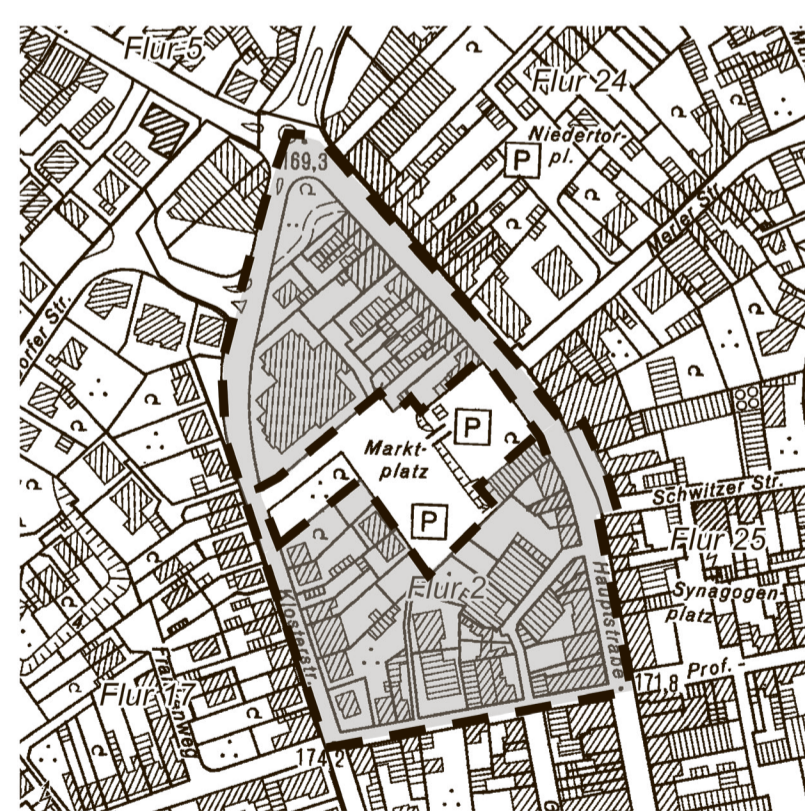 Flur 5
Flur 24
Niedertor-
pl.
P
169,3
Merler Str.
orfer Str.
P
Markt-
platz
P
Schwitzer Str.
Flur 25
Flur 2
Synagogen-
platz
Hauptstraße
Klosterstr.
Prof. -
171,8
Flur 17
174,2